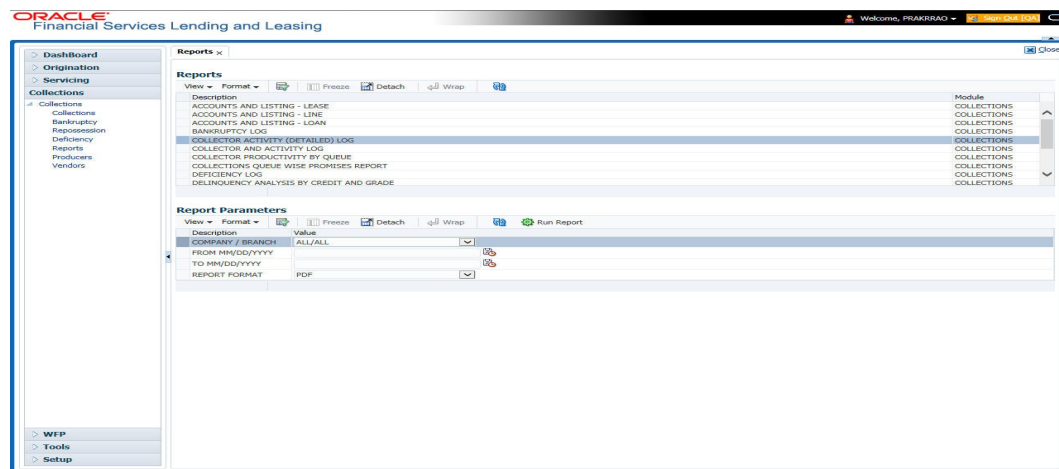 ORACLE
Welcome, PRAKRRAO
Sign Out [QA]
Financial Services Lending and Leasing
DashBoard
Origination
Servicing
Collections
Collections
Collections
Bankruptcy
Repossession
Deficiency
Reports
Producers
Vendors
WFP
Tools
Setup
Reports
Close
Reports
View Format Freeze Detach Wrap
Description Module
ACCOUNTS AND LISTING - LEASE COLLECTIONS
ACCOUNTS AND LISTING - LINE COLLECTIONS
ACCOUNTS AND LISTING - LOAN COLLECTIONS
BANKRUPTCY LOG COLLECTIONS
COLLECTOR ACTIVITY (DETAILED) LOG COLLECTIONS
COLLECTOR AND ACTIVITY LOG COLLECTIONS
COLLECTOR PRODUCTIVITY BY QUEUE COLLECTIONS
COLLECTIONS QUEUE WISE PROMISES REPORT COLLECTIONS
DEFICIENCY LOG COLLECTIONS
DELINQUENCY ANALYSIS BY CREDIT AND GRADE COLLECTIONS
Report Parameters
View Format Freeze Detach Wrap Run Report
Description Value
COMPANY / BRANCH ALL/ALL
FROM MM/DD/YYYY
TO MM/DD/YYYY
REPORT FORMAT PDF